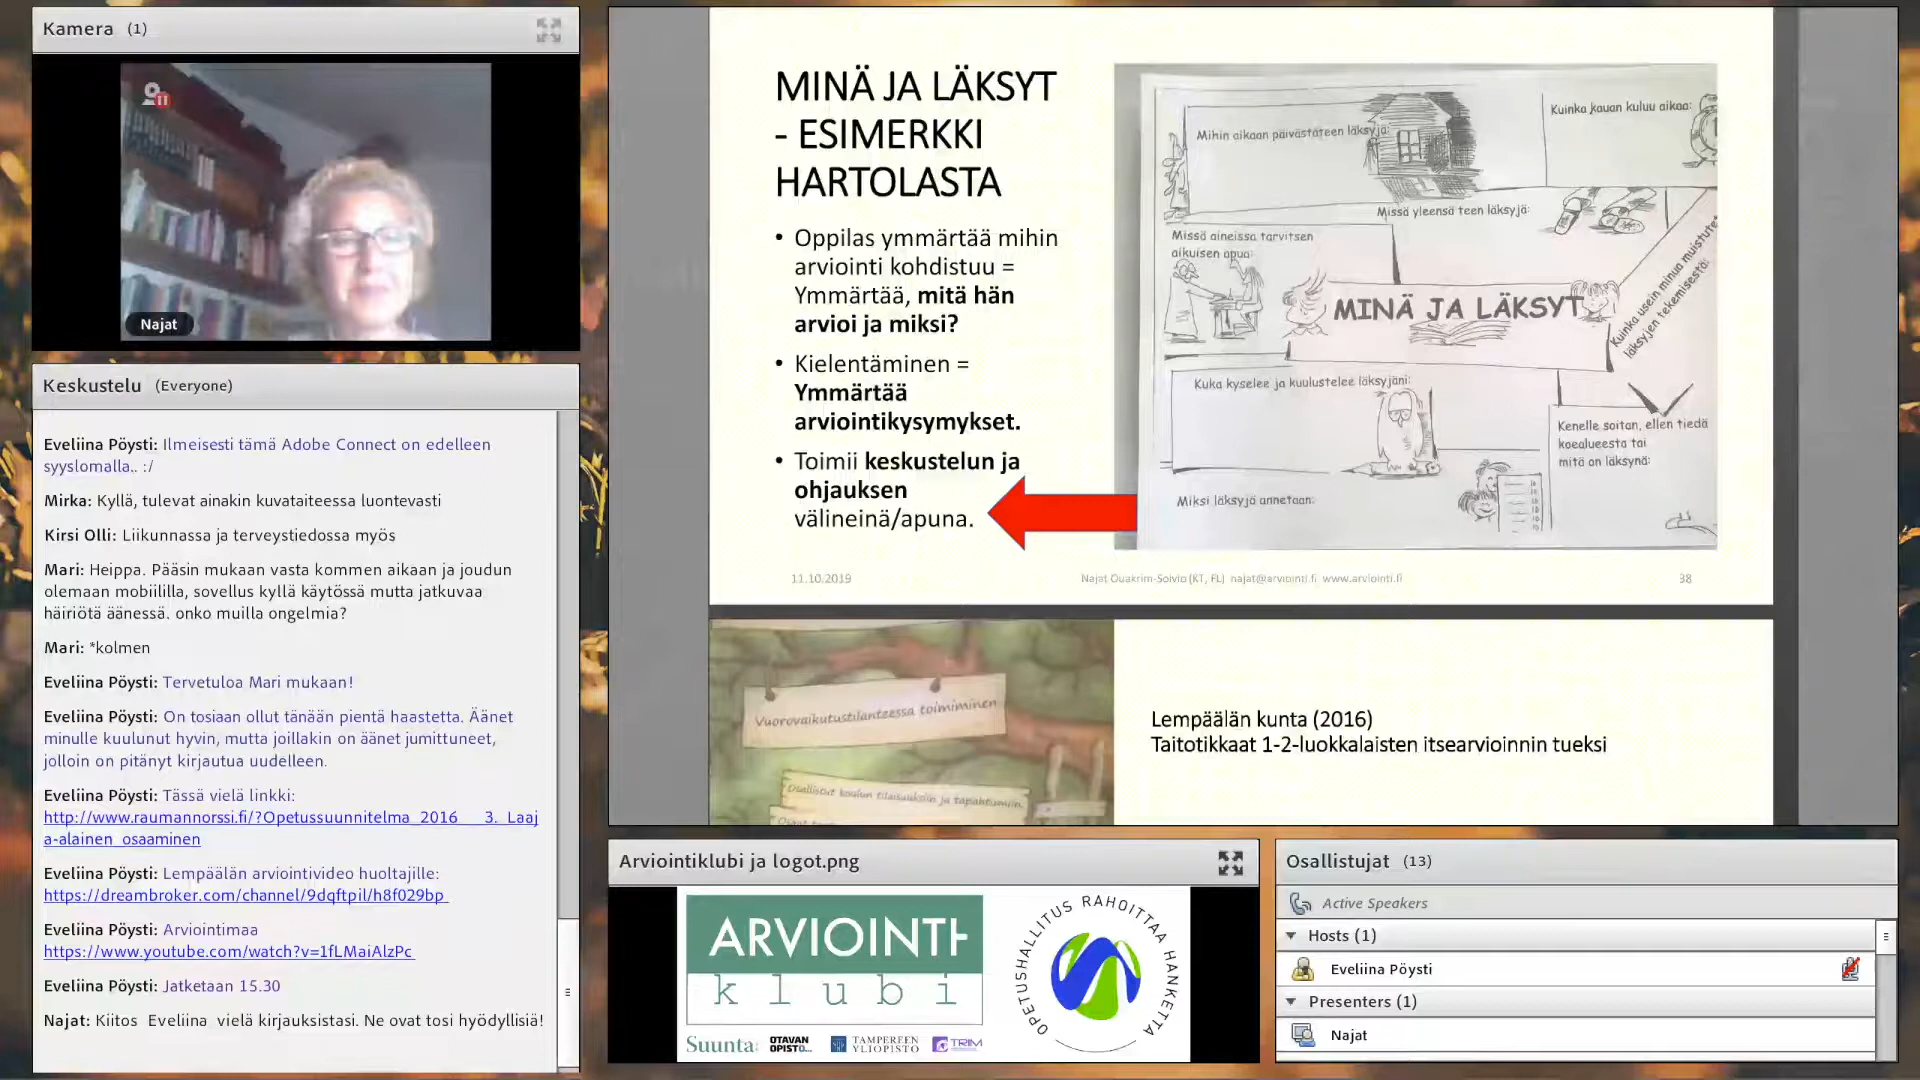 Kamera (1)
Najat
Keskustelu (Everyone)
Eveliina Pöysti: Ilmeisesti tämä Adobe Connect on edelleen
syyslomalla.. :/
Mirka: Kyllä, tulevat ainakin kuvataiteessa luontevasti
Kirsi Olli: Liikunnassa ja terveystiedossa myös
Mari: Heippa. Pääsin mukaan vasta kommen aikaan ja joudun
olemaan mobiililla, sovellus kyllä käytössä mutta jatkuvaa
häiriötä äänessä. onko muilla ongelmia?
Mari: *kolmen
Eveliina Pöysti: Tervetuloa Mari mukaan!
Eveliina Pöysti: On tosiaan ollut tänään pientä haastetta. Äänet
minulle kuulunut hyvin, mutta joillakin on äänet jumittuneet,
jolloin on pitänyt kirjautua uudelleen.
Eveliina Pöysti: Tässä vielä linkki:
http://www.raumannorssi.fi/?Opetussuunnitelma_2016___3._Laaj
a-alainen_osaaminen
Eveliina Pöysti: Lempäälän arviointivideo huoltajille:
https://dreambroker.com/channel/9dqftpil/h8f029bp
Eveliina Pöysti: Arviointimaa
https://www.youtube.com/watch?v=1fLMaiAlzPc
Eveliina Pöysti: Jatketaan 15.30
Najat: Kiitos Eveliina vielä kirjauksistasi. Ne ovat tosi hyödyllisiä!
MINÄ JA LÄKSYT
- ESIMERKKI
HARTOLASTA
• Oppilas ymmärtää mihin
arviointi kohdistuu =
Ymmärtää, mitä hän
arvioi ja miksi?
• Kielentäminen =
Ymmärtää
arviointikysymykset.
• Toimii keskustelun ja
ohjauksen
välineinä/apuna.
Mihin aikaan päivästä teen läksyjä:
Kuinka kauan kuluu aikaa:
Missä yleensä teen läksyjä:
Missä aineissa tarvitsen
aikuisen apua:
MINÄ JA LÄKSYT
Kuinka usein minua muistute
läksyjen tekemisestä:
Kuka kyselee ja kuulustelee läksyjäni:
Kenelle soitan, ellen tiedä
koealueesta tai
mitä on läksynä:
Miksi läksyjä annetaan:
11.10.2019
Najat Ouakrim-Soivio (KT, FL) najat@arviointi.fi www.arviointi.fi
38
Vuorovaikutustilanteessa toimiminen
Osallistut koulun tilaisuuksiin ja tapahtumiin.
Lempäälän kunta (2016)
Taitotikkaat 1-2-luokkalaisten itsearvioinnin tueksi
Arviointiklubi ja logot.png
ARVIOINTI
klubi
Suunta:
OTAVAN
OPISTO...
TAMPEREEN
YLIOPISTO
TRIM
OPETUSHALLITUS RAHOITTAA HANKETTA
Osallistujat (13)
Active Speakers
Hosts (1)
Eveliina Pöysti
Presenters (1)
Najat